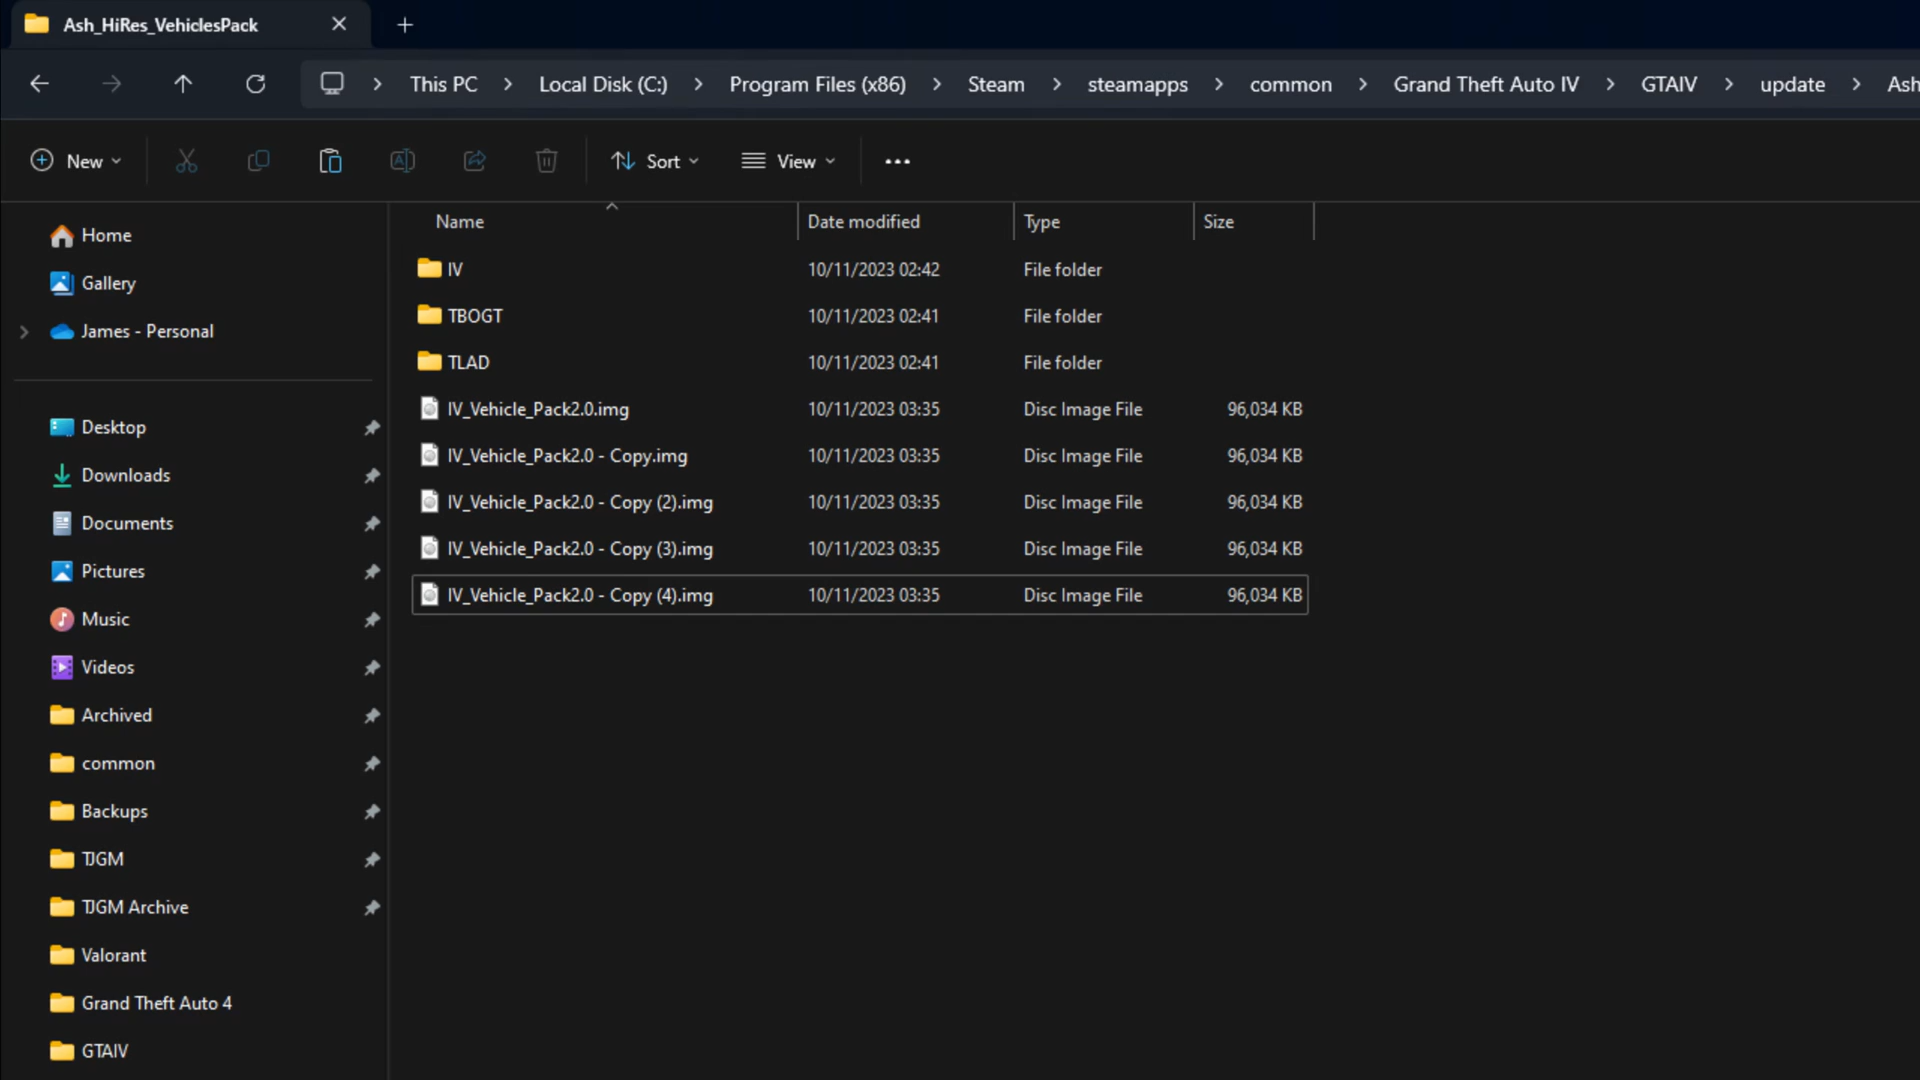 Ash_HiRes_VehiclesPack
This PC > Local Disk (C:) > Program Files (x86) > Steam > steamapps > common > Grand Theft Auto IV > GTAIV > update > Ash
New Sort View
Name Date modified Type Size
IV 10/11/2023 02:42 File folder
TBOGT 10/11/2023 02:41 File folder
TLAD 10/11/2023 02:41 File folder
IV_Vehicle_Pack2.0.img 10/11/2023 03:35 Disc Image File 96,034 KB
IV_Vehicle_Pack2.0 - Copy.img 10/11/2023 03:35 Disc Image File 96,034 KB
IV_Vehicle_Pack2.0 - Copy (2).img 10/11/2023 03:35 Disc Image File 96,034 KB
IV_Vehicle_Pack2.0 - Copy (3).img 10/11/2023 03:35 Disc Image File 96,034 KB
IV_Vehicle_Pack2.0 - Copy (4).img 10/11/2023 03:35 Disc Image File 96,034 KB
Home
Gallery
James - Personal
Desktop
Downloads
Documents
Pictures
Music
Videos
Archived
common
Backups
TJGM
TJGM Archive
Valorant
Grand Theft Auto 4
GTAIV